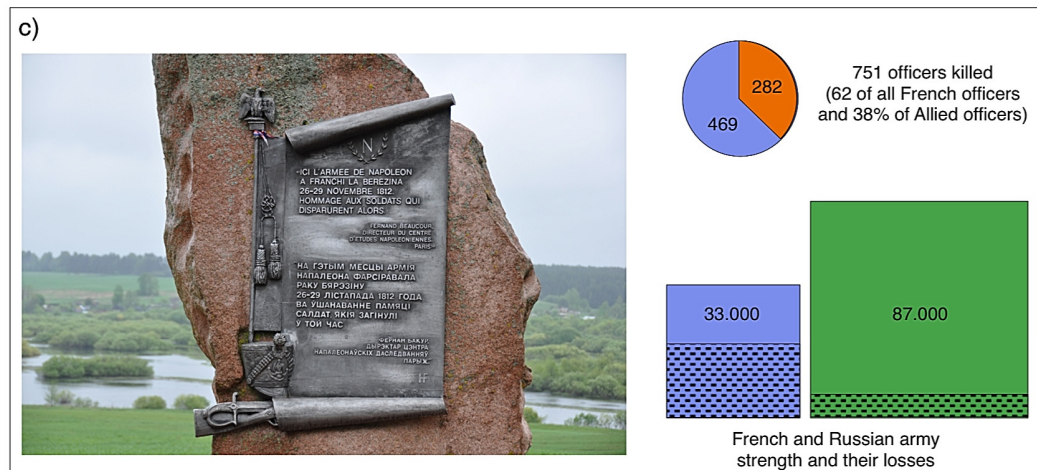 c)
N
-ICI L'ARMEE DE NAPOLEON
A FRANCHI LA BEREZINA
26-29 NOVEMBRE 1812.
HOMMAGE AUX SOLDATS QUI
DISPARURENT ALORS
FERNAND BEAUCOUR,
DIRECTEUR DU CENTRE
D'ETUDES NAPOLEONIENNES.
PARIS-
НА ГЭТЫМ МЕСЦЫ АРМІЯ
НАПАЛЕОНА ФАРСІРАВАЛА
РАКУ БЯРЭЗІНУ
26-29 ЛІСТАПАДА 1812 ГОДА
ВА ЎШАНАВАННЕ ПАМЯЦІ
САЛДАТ, ЯКІЯ ЗАГІНУЛІ
У ТОЙ ЧАС
ФЕРНАН БАКУР,
ДЫРЭКТАР ЦЭНТРА
НАПАЛЕОНАЎСКІХ ДАСЛЕДВАННЯЎ
ПАРЫЖ.
282
469
751 officers killed
(62 of all French officers
and 38% of Allied officers)
33.000
87.000
French and Russian army
strength and their losses